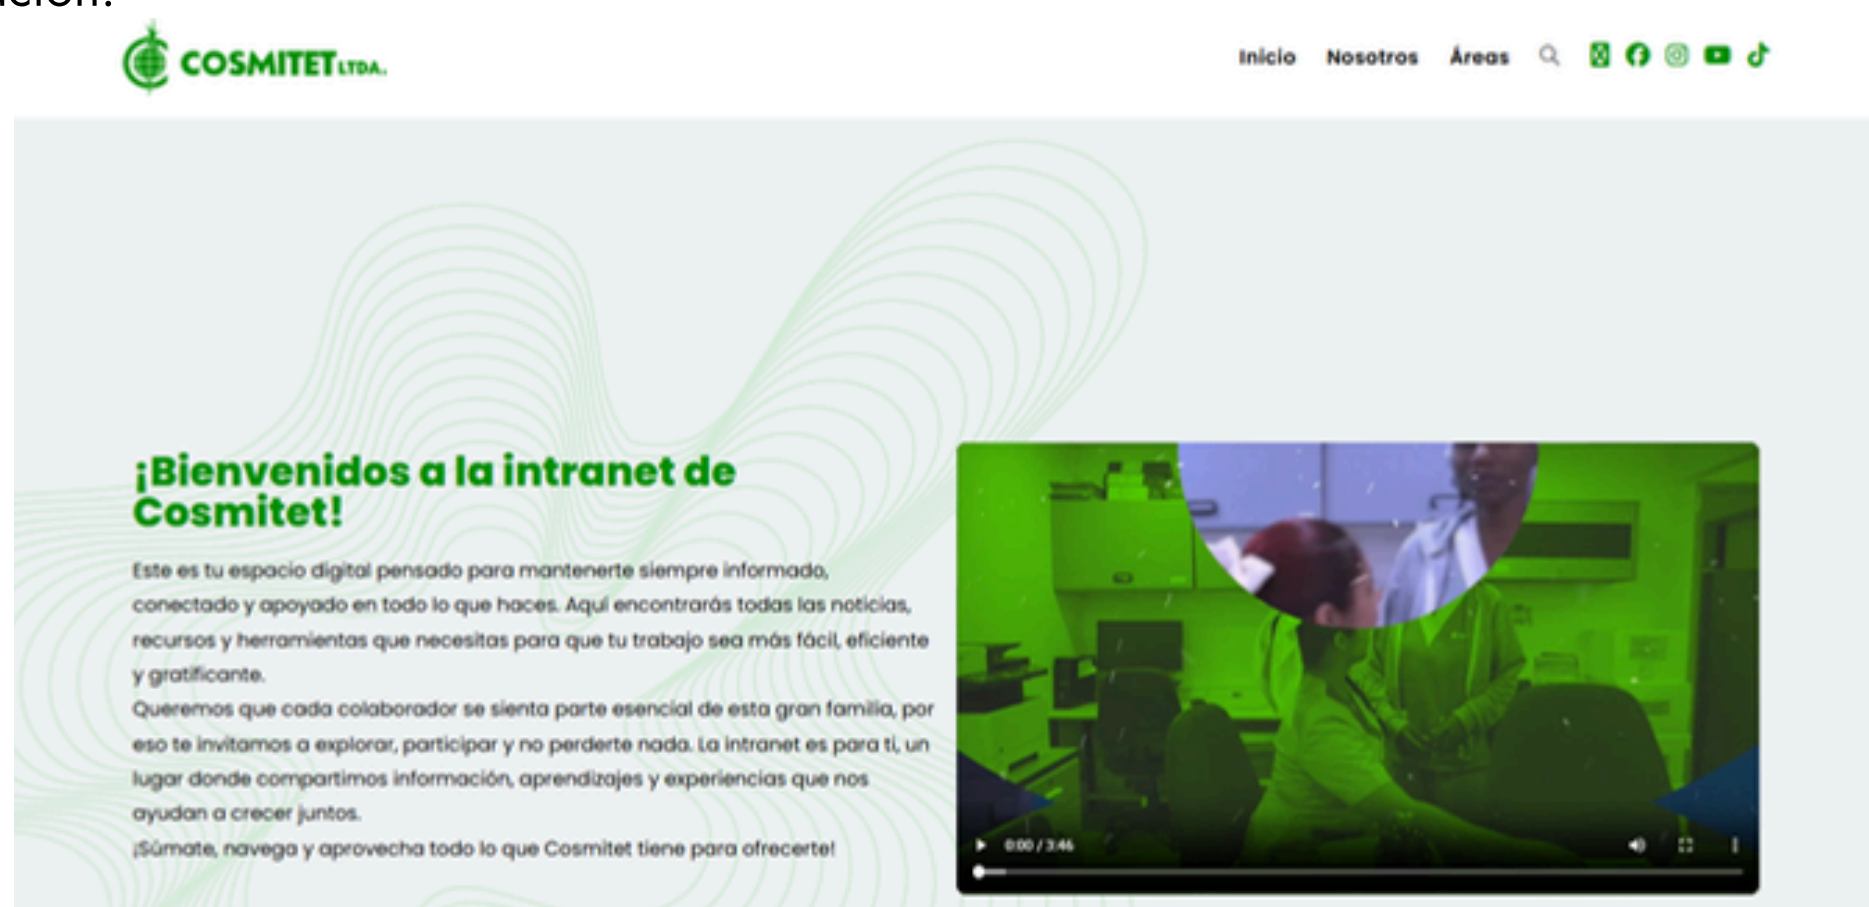 COSMITET LTDA.
Inicio Nosotros Áreas
¡Bienvenidos a la intranet de
Cosmitet!
Este es tu espacio digital pensado para mantenerte siempre informado,
conectado y apoyado en todo lo que haces. Aquí encontrarás todas las noticias,
recursos y herramientas que necesitas para que tu trabajo sea más fácil, eficiente
y gratificante.
Queremos que cada colaborador se sienta parte esencial de esta gran familia, por
eso te invitamos a explorar, participar y no perderte nada. La intranet es para ti, un
lugar donde compartimos información, aprendizajes y experiencias que nos
ayudan a crecer juntos.
¡Súmate, navega y aprovecha todo lo que Cosmitet tiene para ofrecerte!
0:00 / 3:46